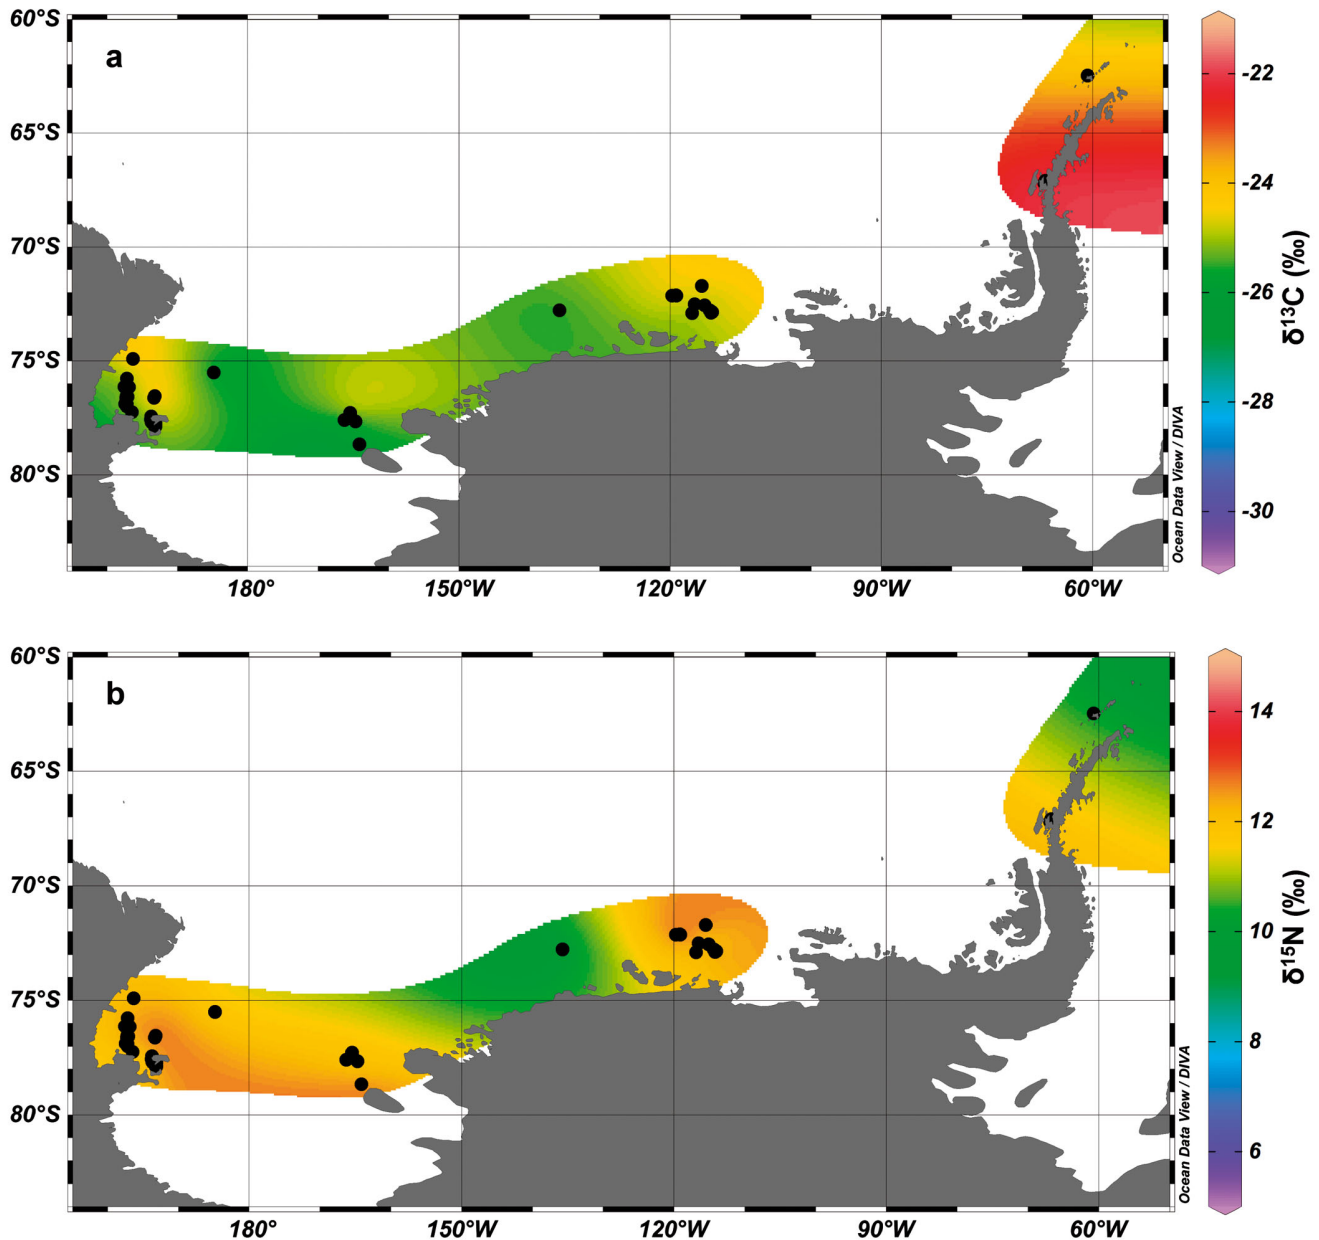 a
60°S
65°S
70°S
75°S
80°S
180°
150°W
120°W
90°W
60°W
Ocean Data View / DIVA
-22
-24
-26
-28
-30
δ13C (‰)
b
60°S
65°S
70°S
75°S
80°S
180°
150°W
120°W
90°W
60°W
Ocean Data View / DIVA
14
12
10
8
6
δ15N (‰)